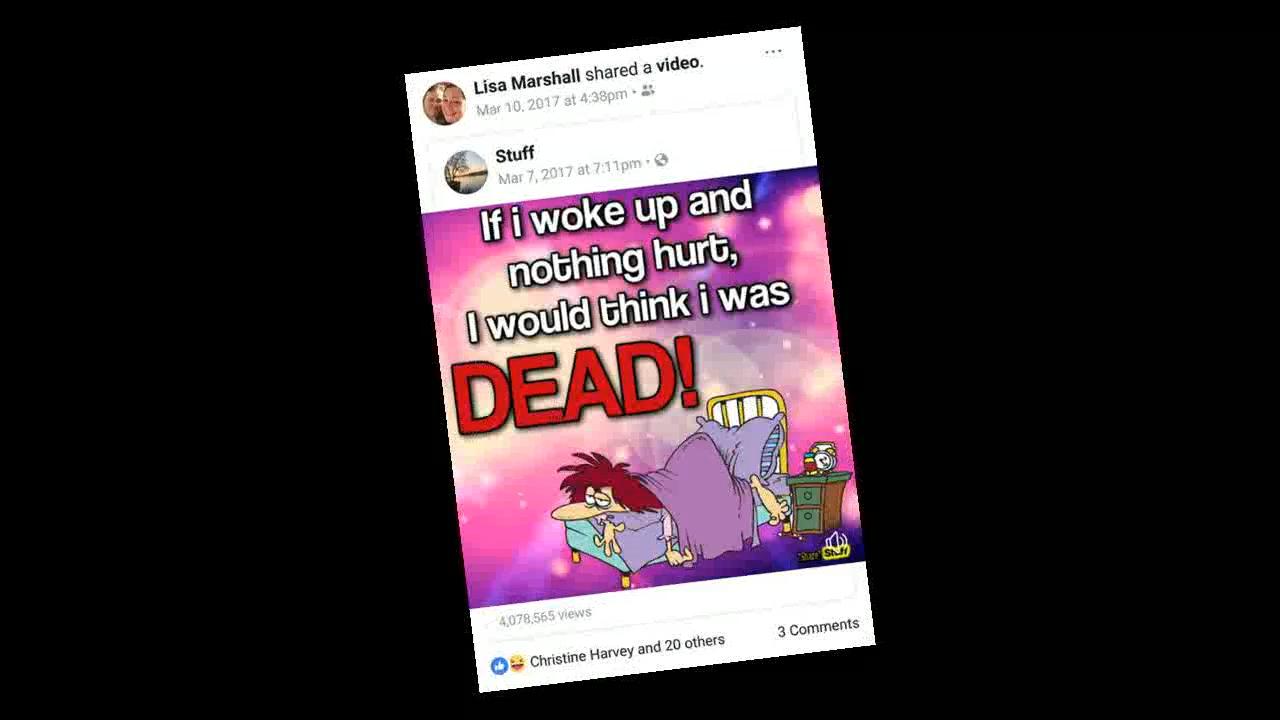 Lisa Marshall shared a video.
Mar 10, 2017 at 4:38pm
Stuff
Mar 7, 2017 at 7:11pm
If i woke up and
nothing hurt,
I would think i was
DEAD!
"Share" Stuff
4,078,565 views
Christine Harvey and 20 others
3 Comments